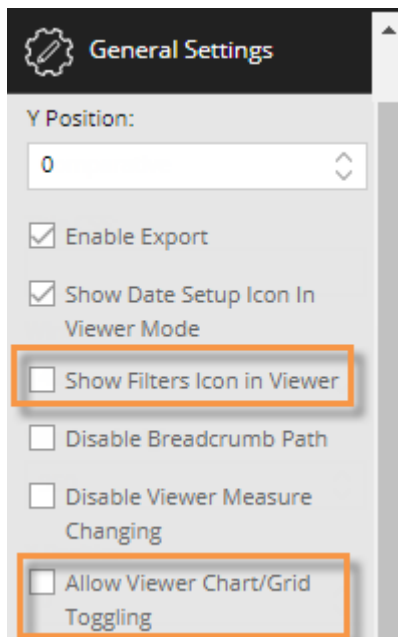 General Settings
Y Position:
0
Enable Export
Show Date Setup Icon In
Viewer Mode
Show Filters Icon in Viewer
Disable Breadcrumb Path
Disable Viewer Measure
Changing
Allow Viewer Chart/Grid
Toggling